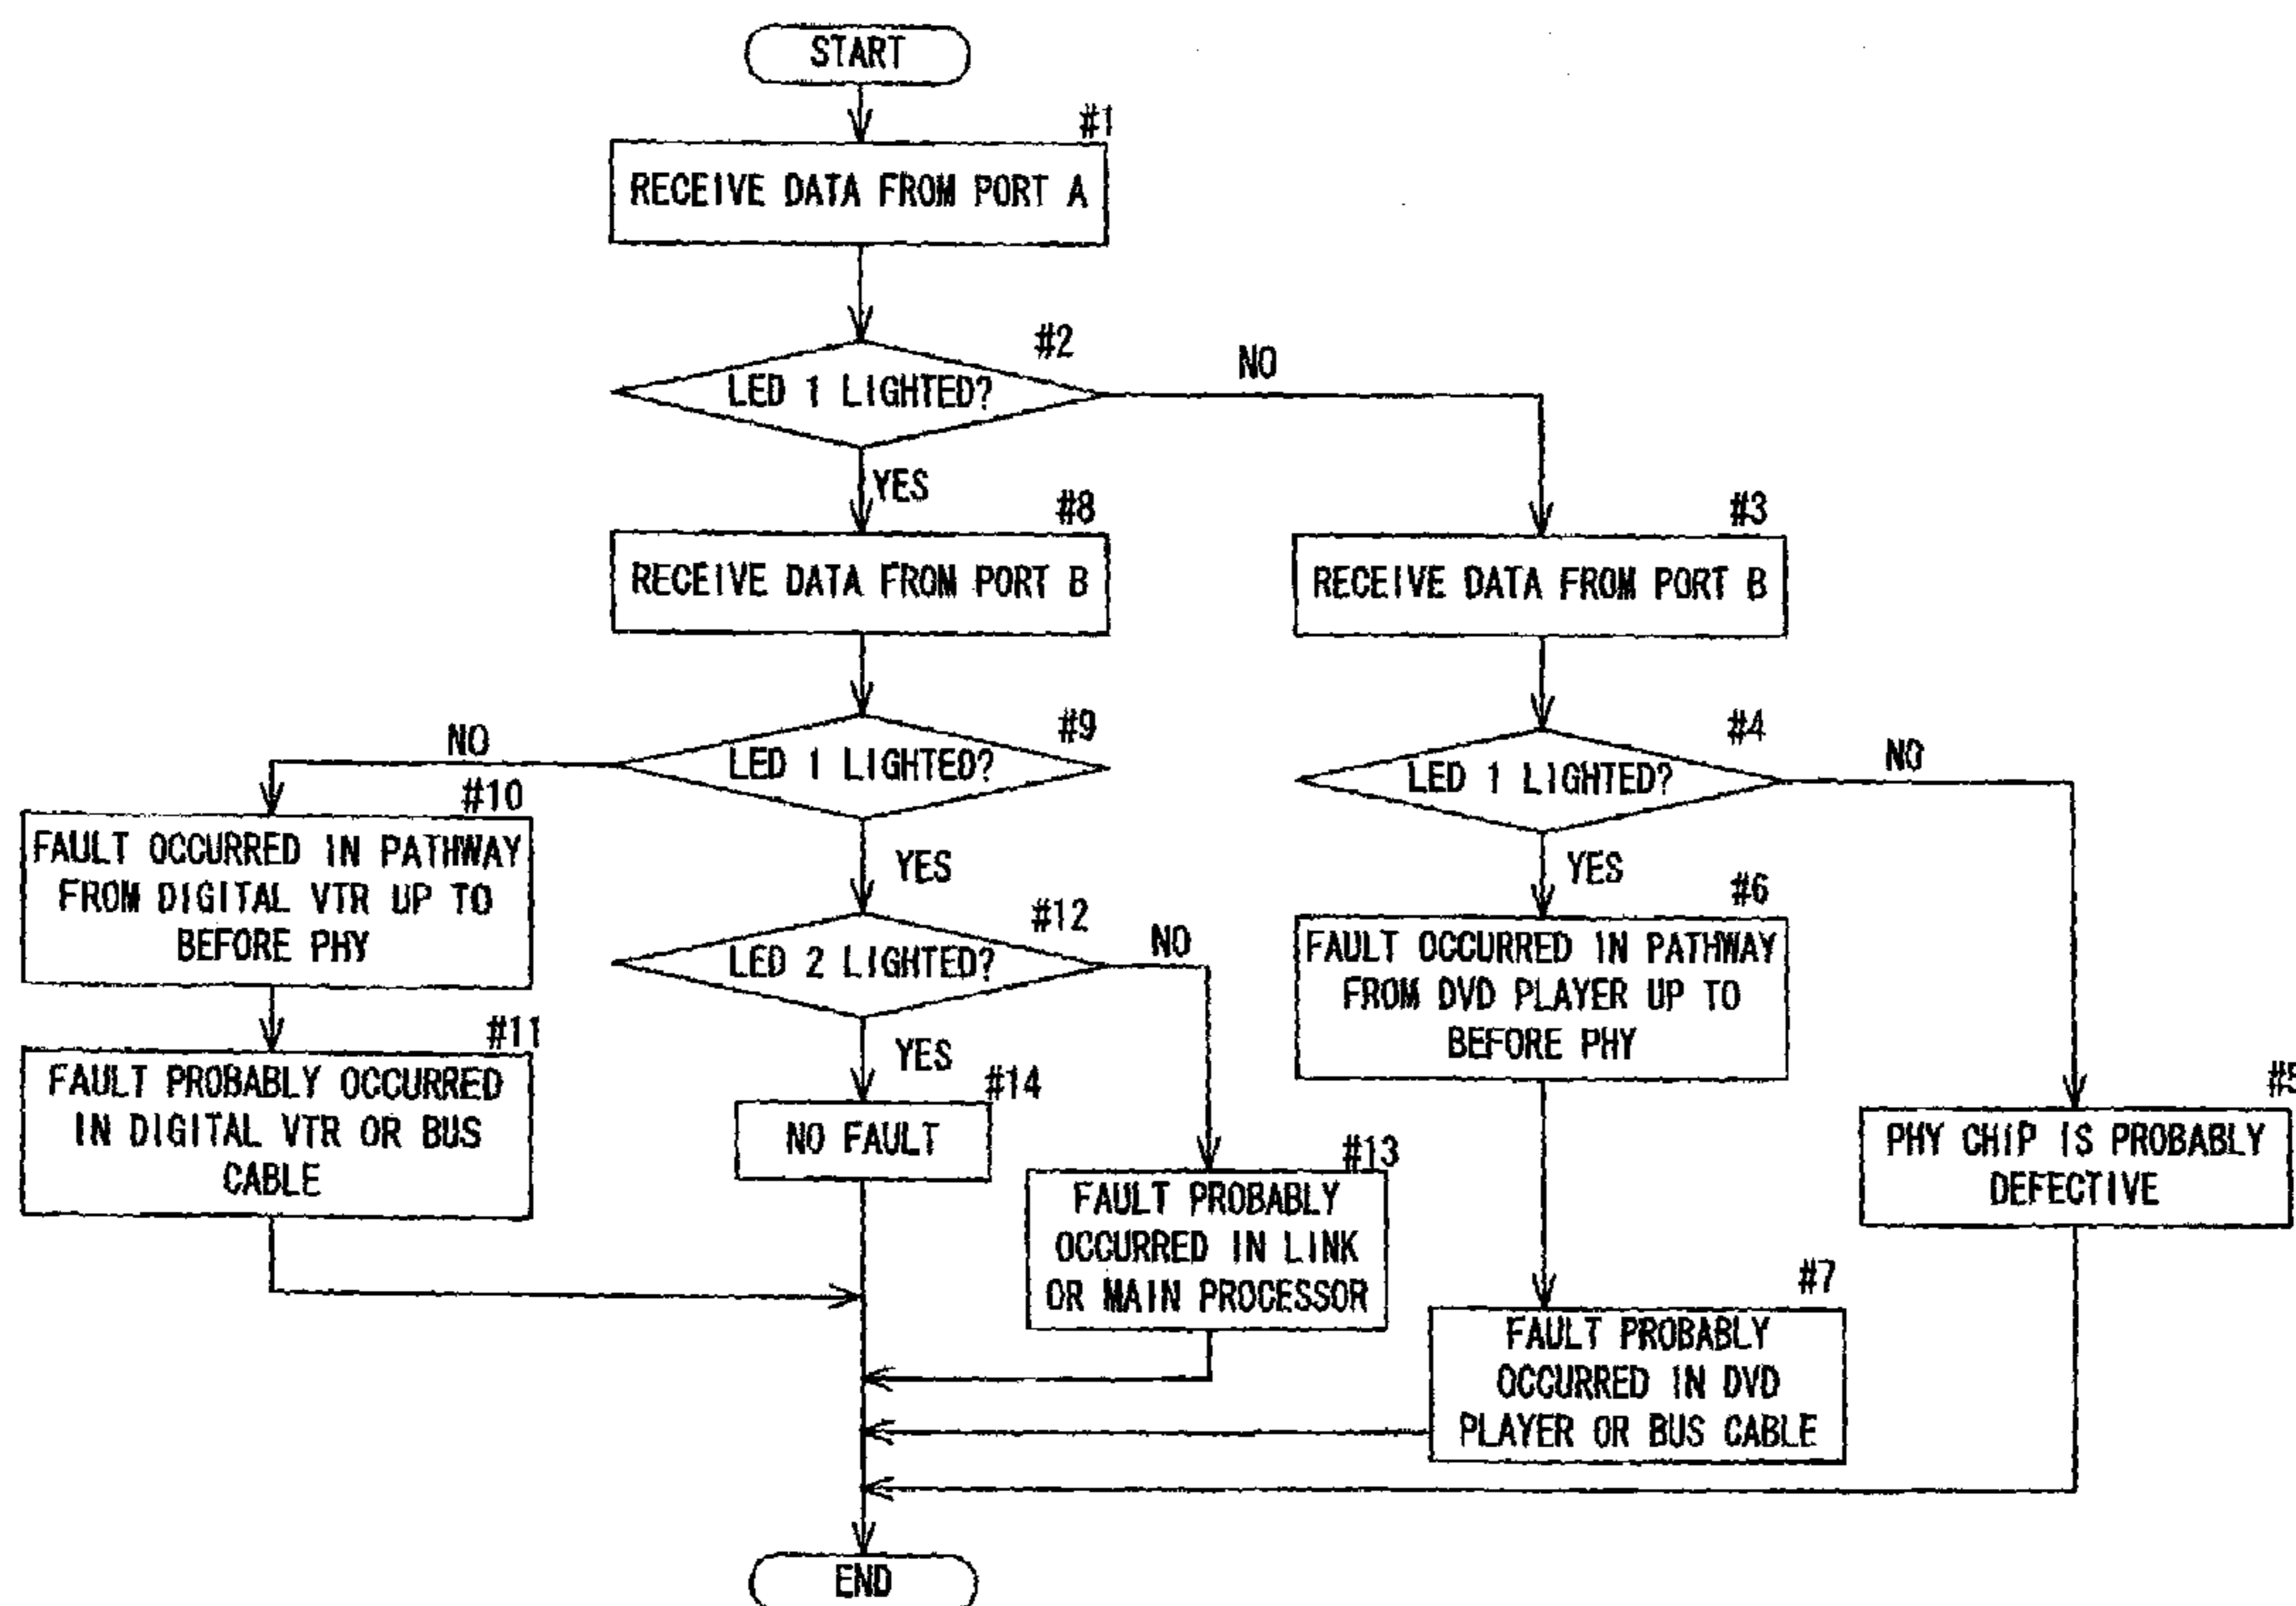 START
#1
RECEIVE DATA FROM PORT A
#2
LED 1 LIGHTED?
NO
YES
#8
RECEIVE DATA FROM PORT B
#3
RECEIVE DATA FROM PORT B
#9
LED 1 LIGHTED?
NO
YES
#4
LED 1 LIGHTED?
NO
YES
#10
FAULT OCCURRED IN PATHWAY
FROM DIGITAL VTR UP TO
BEFORE PHY
#12
LED 2 LIGHTED?
NO
YES
#6
FAULT OCCURRED IN PATHWAY
FROM DVD PLAYER UP TO
BEFORE PHY
#11
FAULT PROBABLY OCCURRED
IN DIGITAL VTR OR BUS
CABLE
#14
NO FAULT
#5
PHY CHIP IS PROBABLY
DEFECTIVE
#13
FAULT PROBABLY
OCCURRED IN LINK
OR MAIN PROCESSOR
#7
FAULT PROBABLY
OCCURRED IN DVD
PLAYER OR BUS CABLE
END